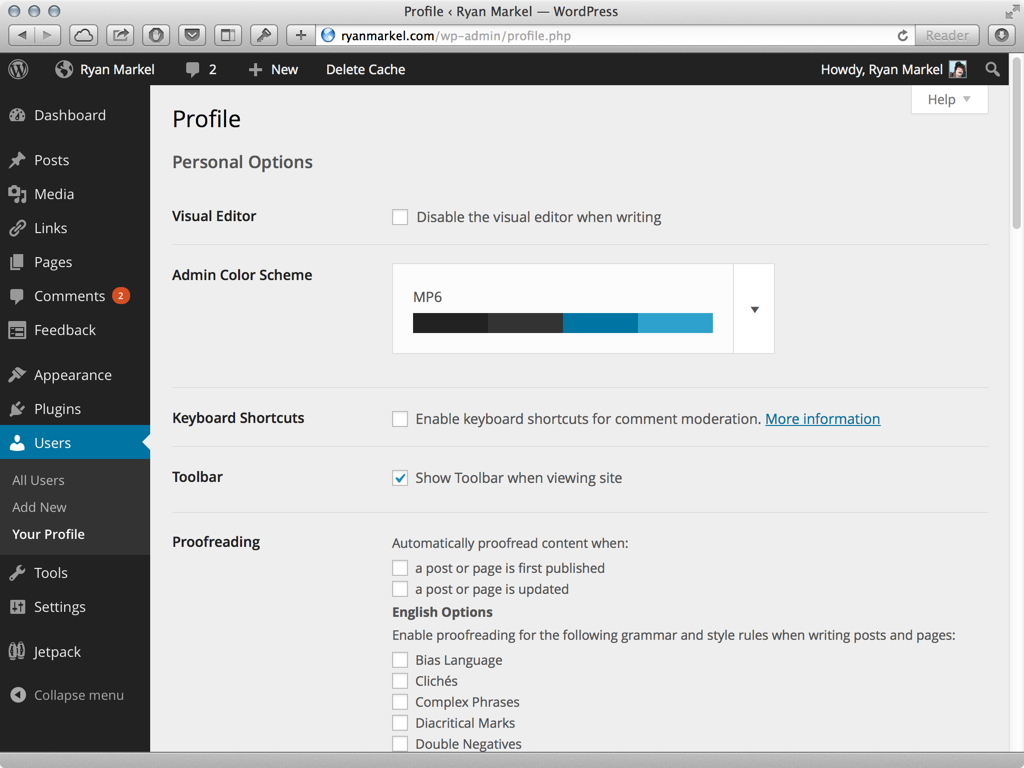 Profile ‹ Ryan Markel — WordPress
ryanmarkel.com/wp-admin/profile.php
Reader
Ryan Markel
2
New
Delete Cache
Howdy, Ryan Markel
Help
Dashboard
Posts
Media
Links
Pages
Comments 2
Feedback
Appearance
Plugins
Users
All Users
Add New
Your Profile
Tools
Settings
Jetpack
Collapse menu
Profile
Personal Options
Visual Editor
Disable the visual editor when writing
Admin Color Scheme
MP6
Keyboard Shortcuts
Enable keyboard shortcuts for comment moderation. More information
Toolbar
Show Toolbar when viewing site
Proofreading
Automatically proofread content when:
a post or page is first published
a post or page is updated
English Options
Enable proofreading for the following grammar and style rules when writing posts and pages:
Bias Language
Clichés
Complex Phrases
Diacritical Marks
Double Negatives